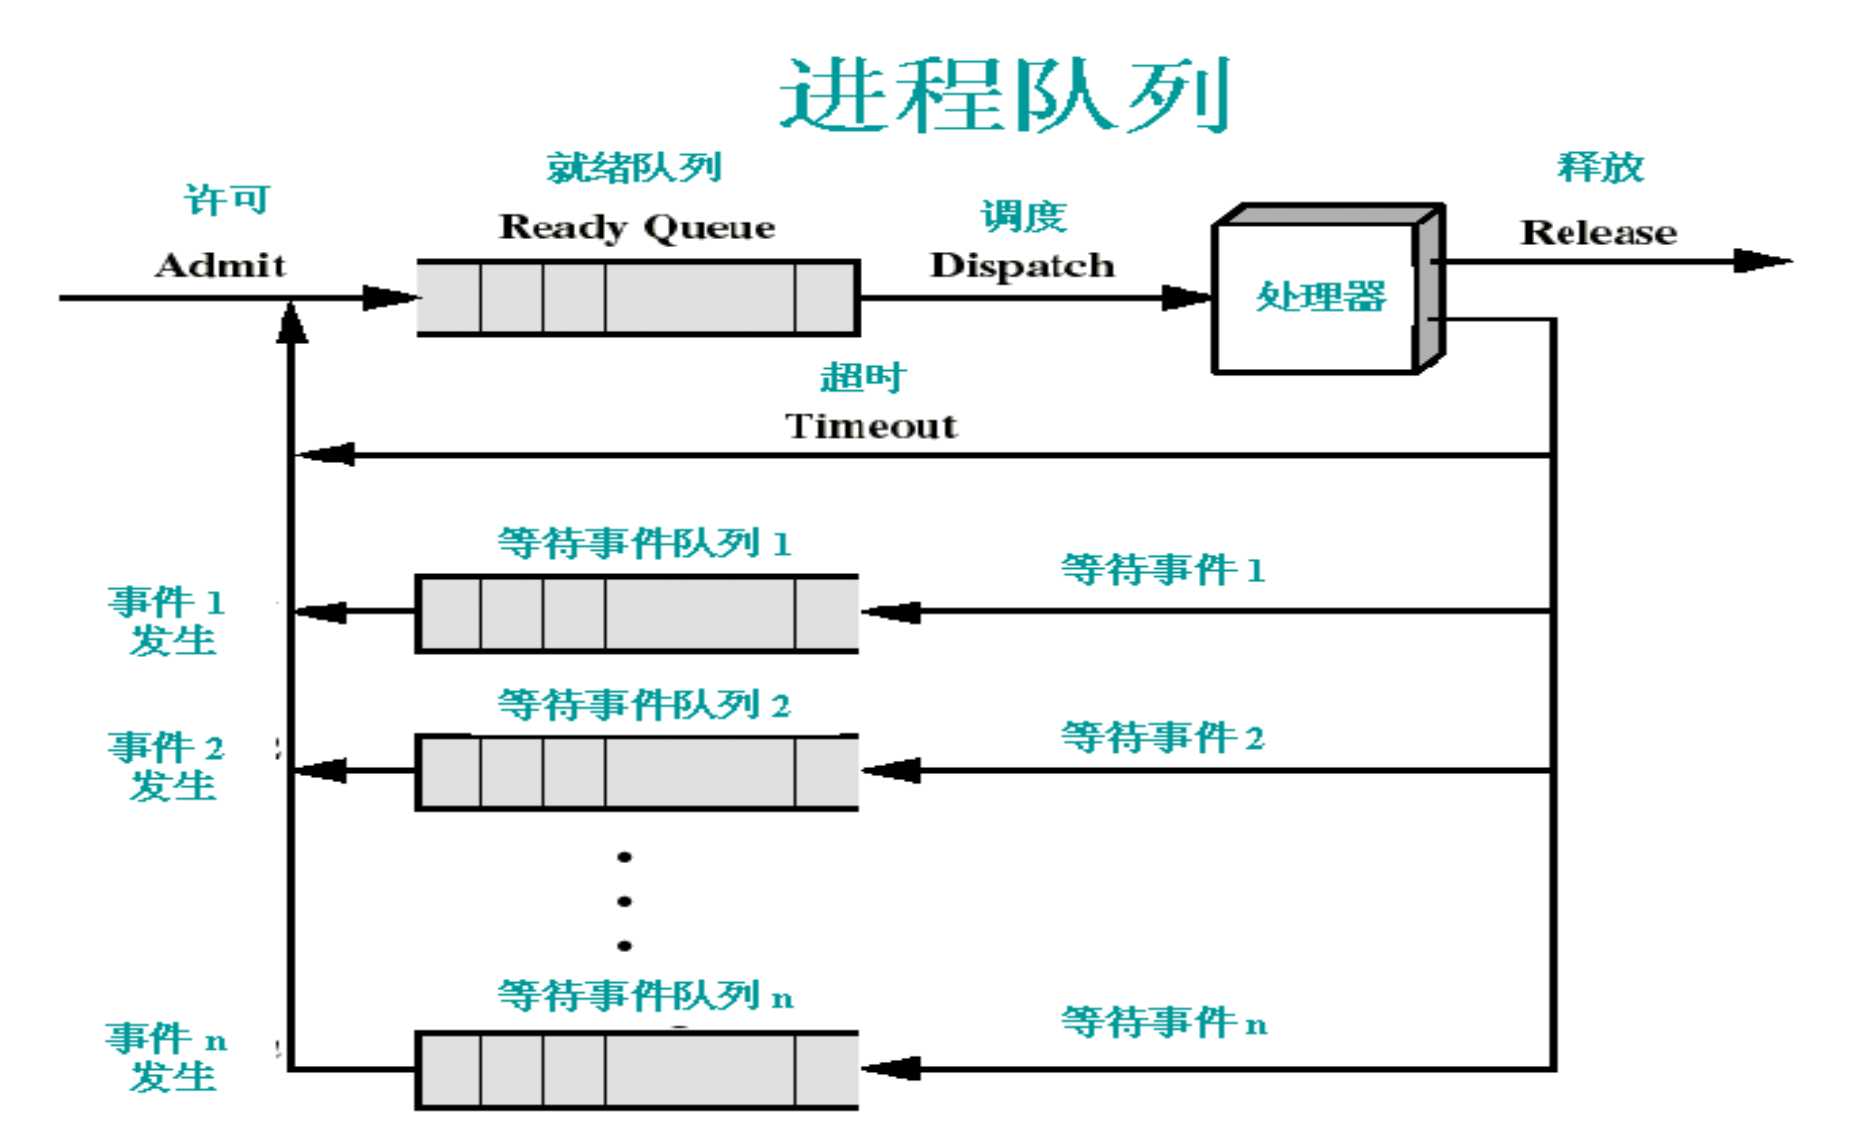 进程队列
就绪队列
释放
许可
调度
Ready Queue
Release
Admit
Dispatch
处理器
超时
Timeout
等待事件队列 1
等待事件 1
事件 1
发生
等待事件队列 2
等待事件 2
事件 2
发生
等待事件队列 n
等待事件 n
事件 n
发生